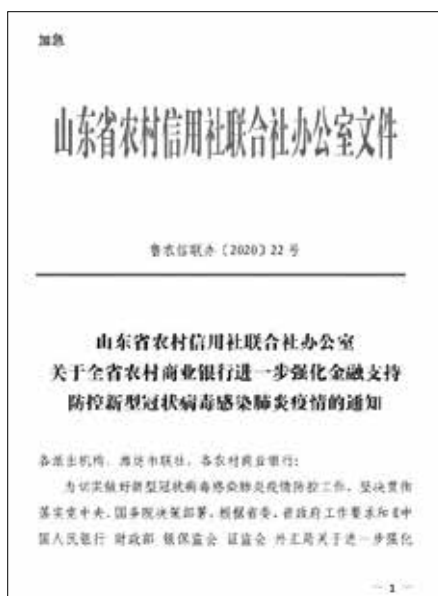 加急
山东省农村信用社联合社办公室文件
鲁农信联办〔2020〕22号
山东省农村信用社联合社办公室
关于全省农村商业银行进一步强化金融支持
防控新型冠状病毒感染肺炎疫情的通知
各派出机构，潍坊市联社，各农村商业银行：
为切实做好新型冠状病毒感染肺炎疫情防控工作，坚决贯彻
落实党中央、国务院决策部署，根据省委、省政府工作要求和《中
国人民银行 财政部 银保监会 证监会 外汇局关于进一步强化
— 1 —